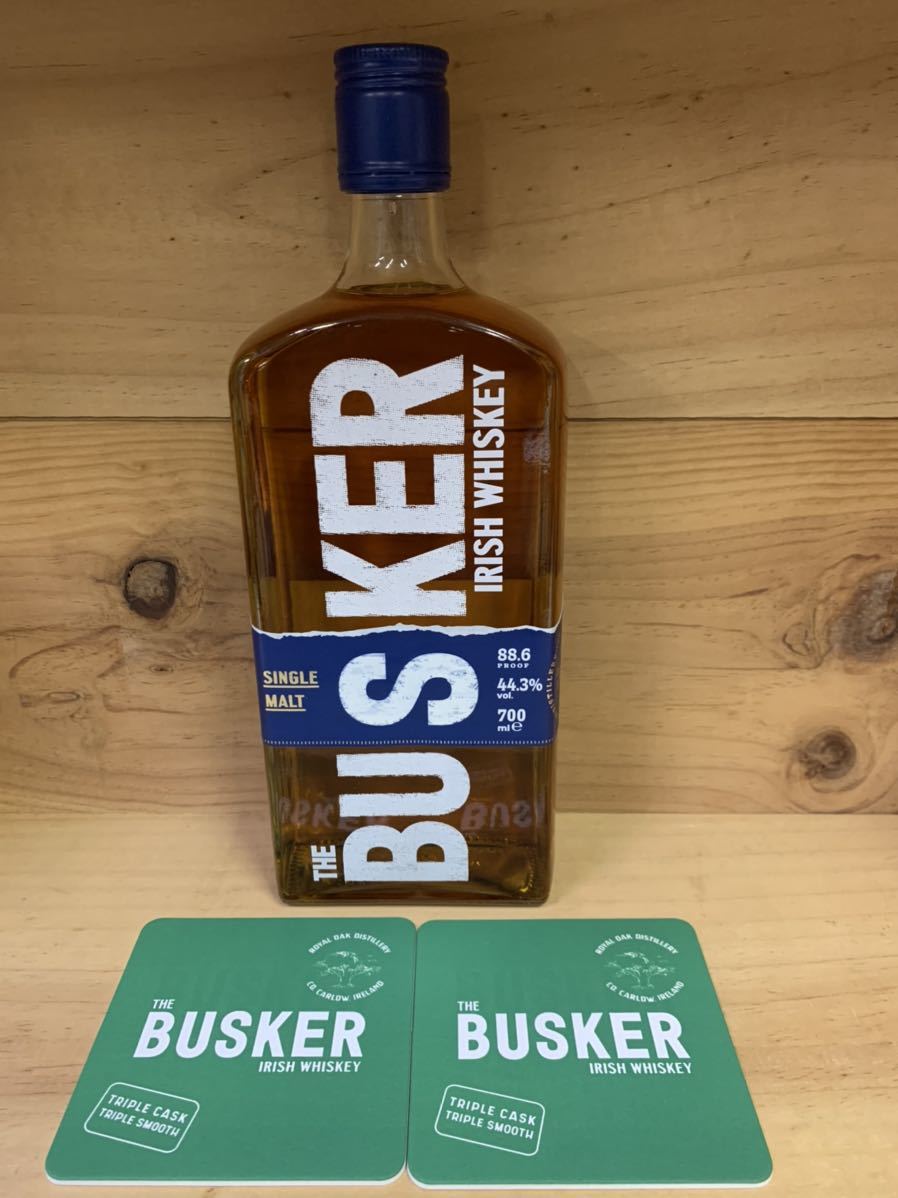 THE BUSKER
IRISH WHISKEY
SINGLE
MALT
88.6
PROOF
44.3%
vol.
700
ml e
ROYAL OAK DISTILLERY
CO. CARLOW, IRELAND
THE
BUSKER
IRISH WHISKEY
TRIPLE CASK
TRIPLE SMOOTH
ROYAL OAK DISTILLERY
CO. CARLOW, IRELAND
THE
BUSKER
IRISH WHISKEY
TRIPLE CASK
TRIPLE SMOOTH